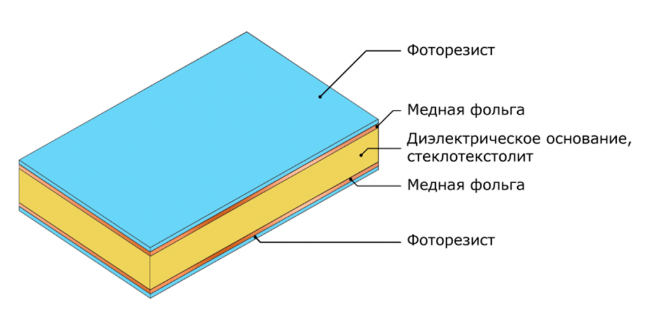 Фоторезист
Медная фольга
Диэлектрическое основание,
стеклотекстолит
Медная фольга
Фоторезист